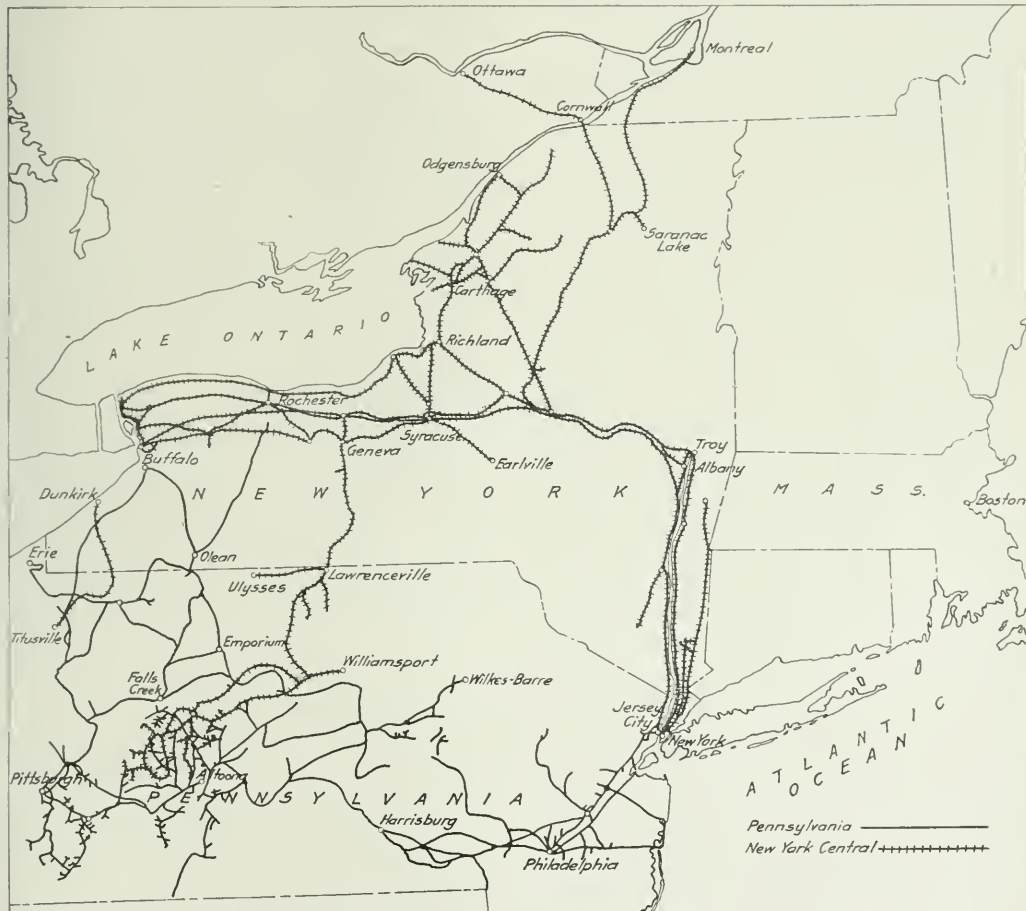 Montreal
Ottawa
Cornwall
Odgensburg
Saranac
Lake
Carthage
LAKE ONTARIO
Richland
Rochester
Syracuse
Geneva
Earlville
Troy
Albany
Buffalo
Dunkirk
NEW YORK
MASS.
Boston
Erie
Olean
Ulysses
Lawrenceville
Titusville
Emporium
Williamsport
Falls
Creek
Wilkes-Barre
Jersey
City
New York
ATLANTIC
OCEAN
Pittsburgh
Altoona
PENNSYLVANIA
Harrisburg
Philadelphia
Pennsylvania
New York Central